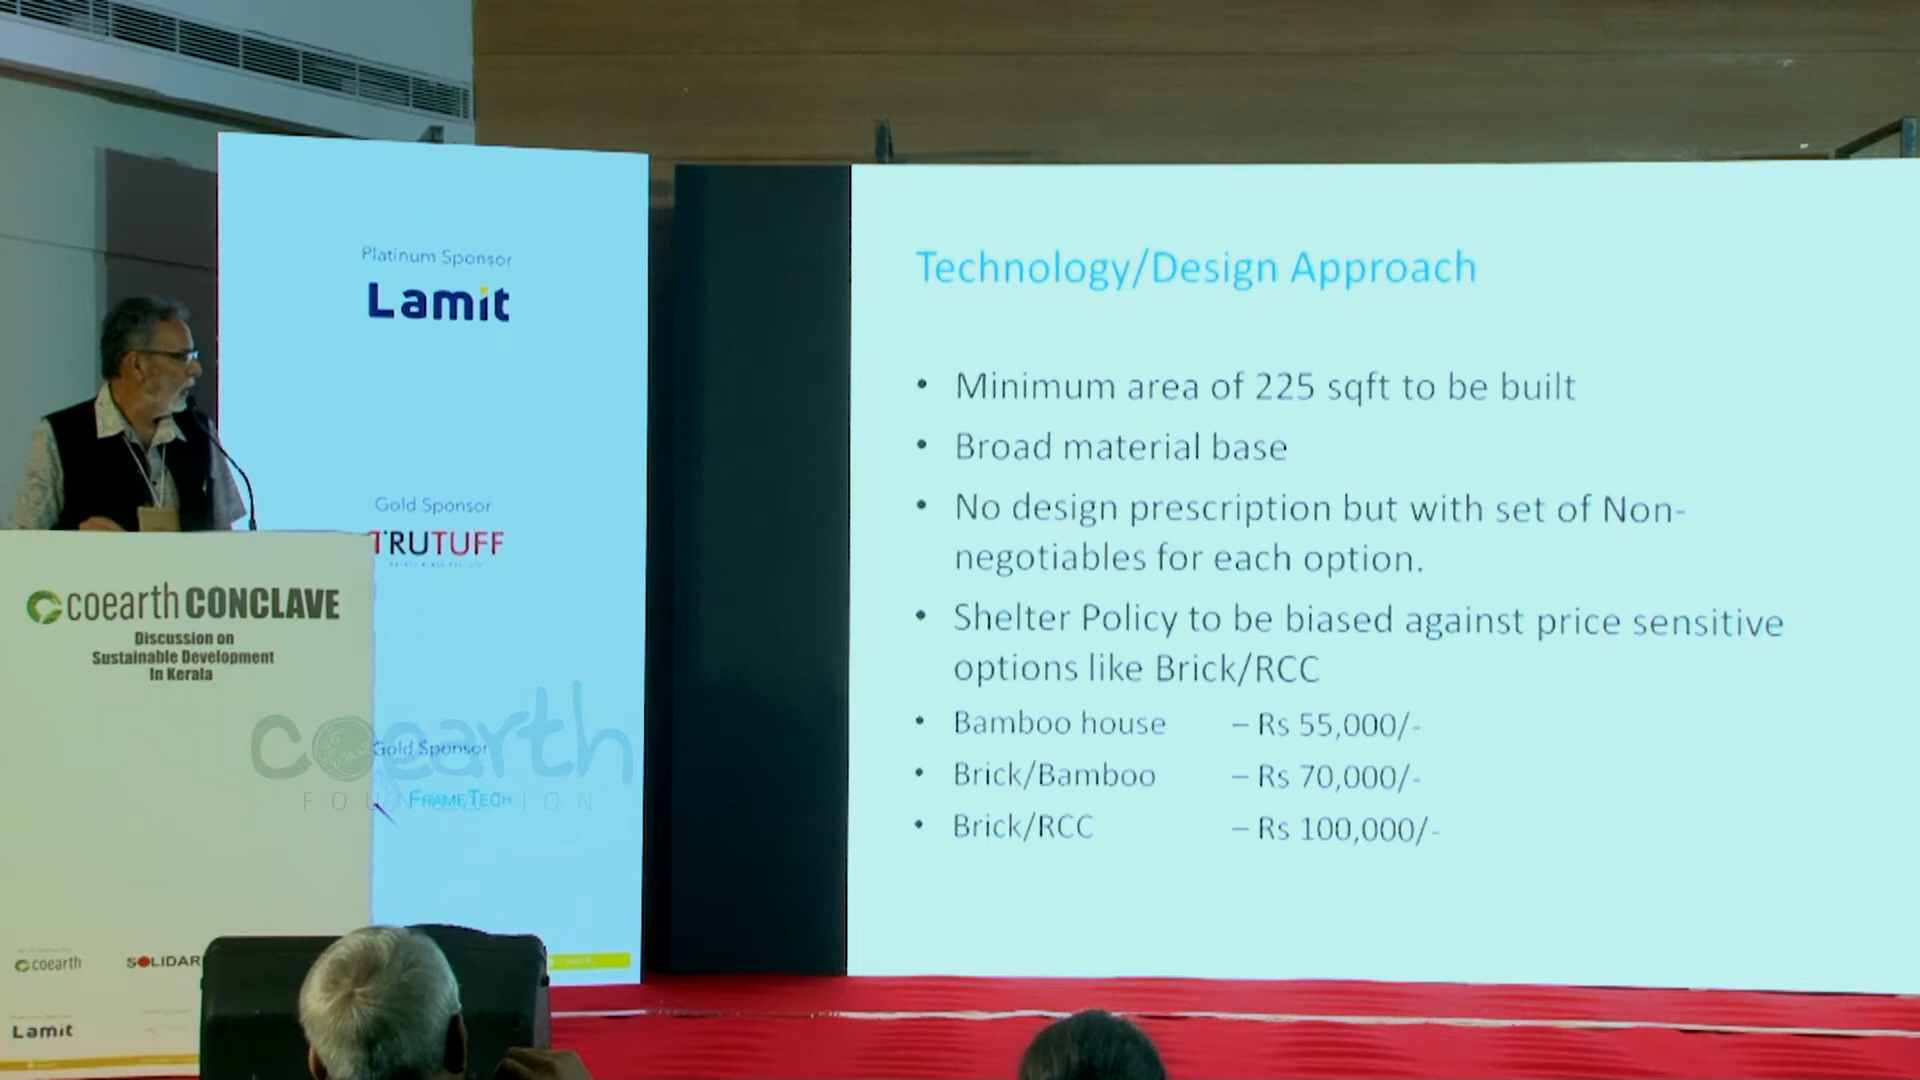 Platinum Sponsor
Lamit
Gold Sponsor
TRUTUFF
Gold Sponsor
FRAMETECH
coearth CONCLAVE
Discussion on
Sustainable Development
In Kerala
coearth
SOLIDAR
Lamit
coearth
FOUNDATION
Technology/Design Approach
• Minimum area of 225 sqft to be built
• Broad material base
• No design prescription but with set of Non-
negotiables for each option.
• Shelter Policy to be biased against price sensitive
options like Brick/RCC
• Bamboo house – Rs 55,000/-
• Brick/Bamboo – Rs 70,000/-
• Brick/RCC – Rs 100,000/-